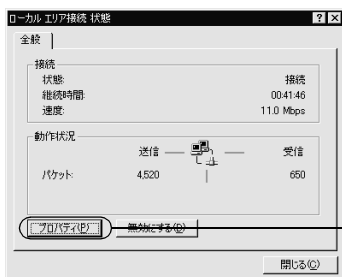 ローカル エリア接続 状態
全般
接続
状態: 接続
継続時間: 00:41:46
速度: 11.0 Mbps
動作状況
送信 受信
パケット: 4,520 650
プロパティ(P) 無効にする(D)
閉じる(C)